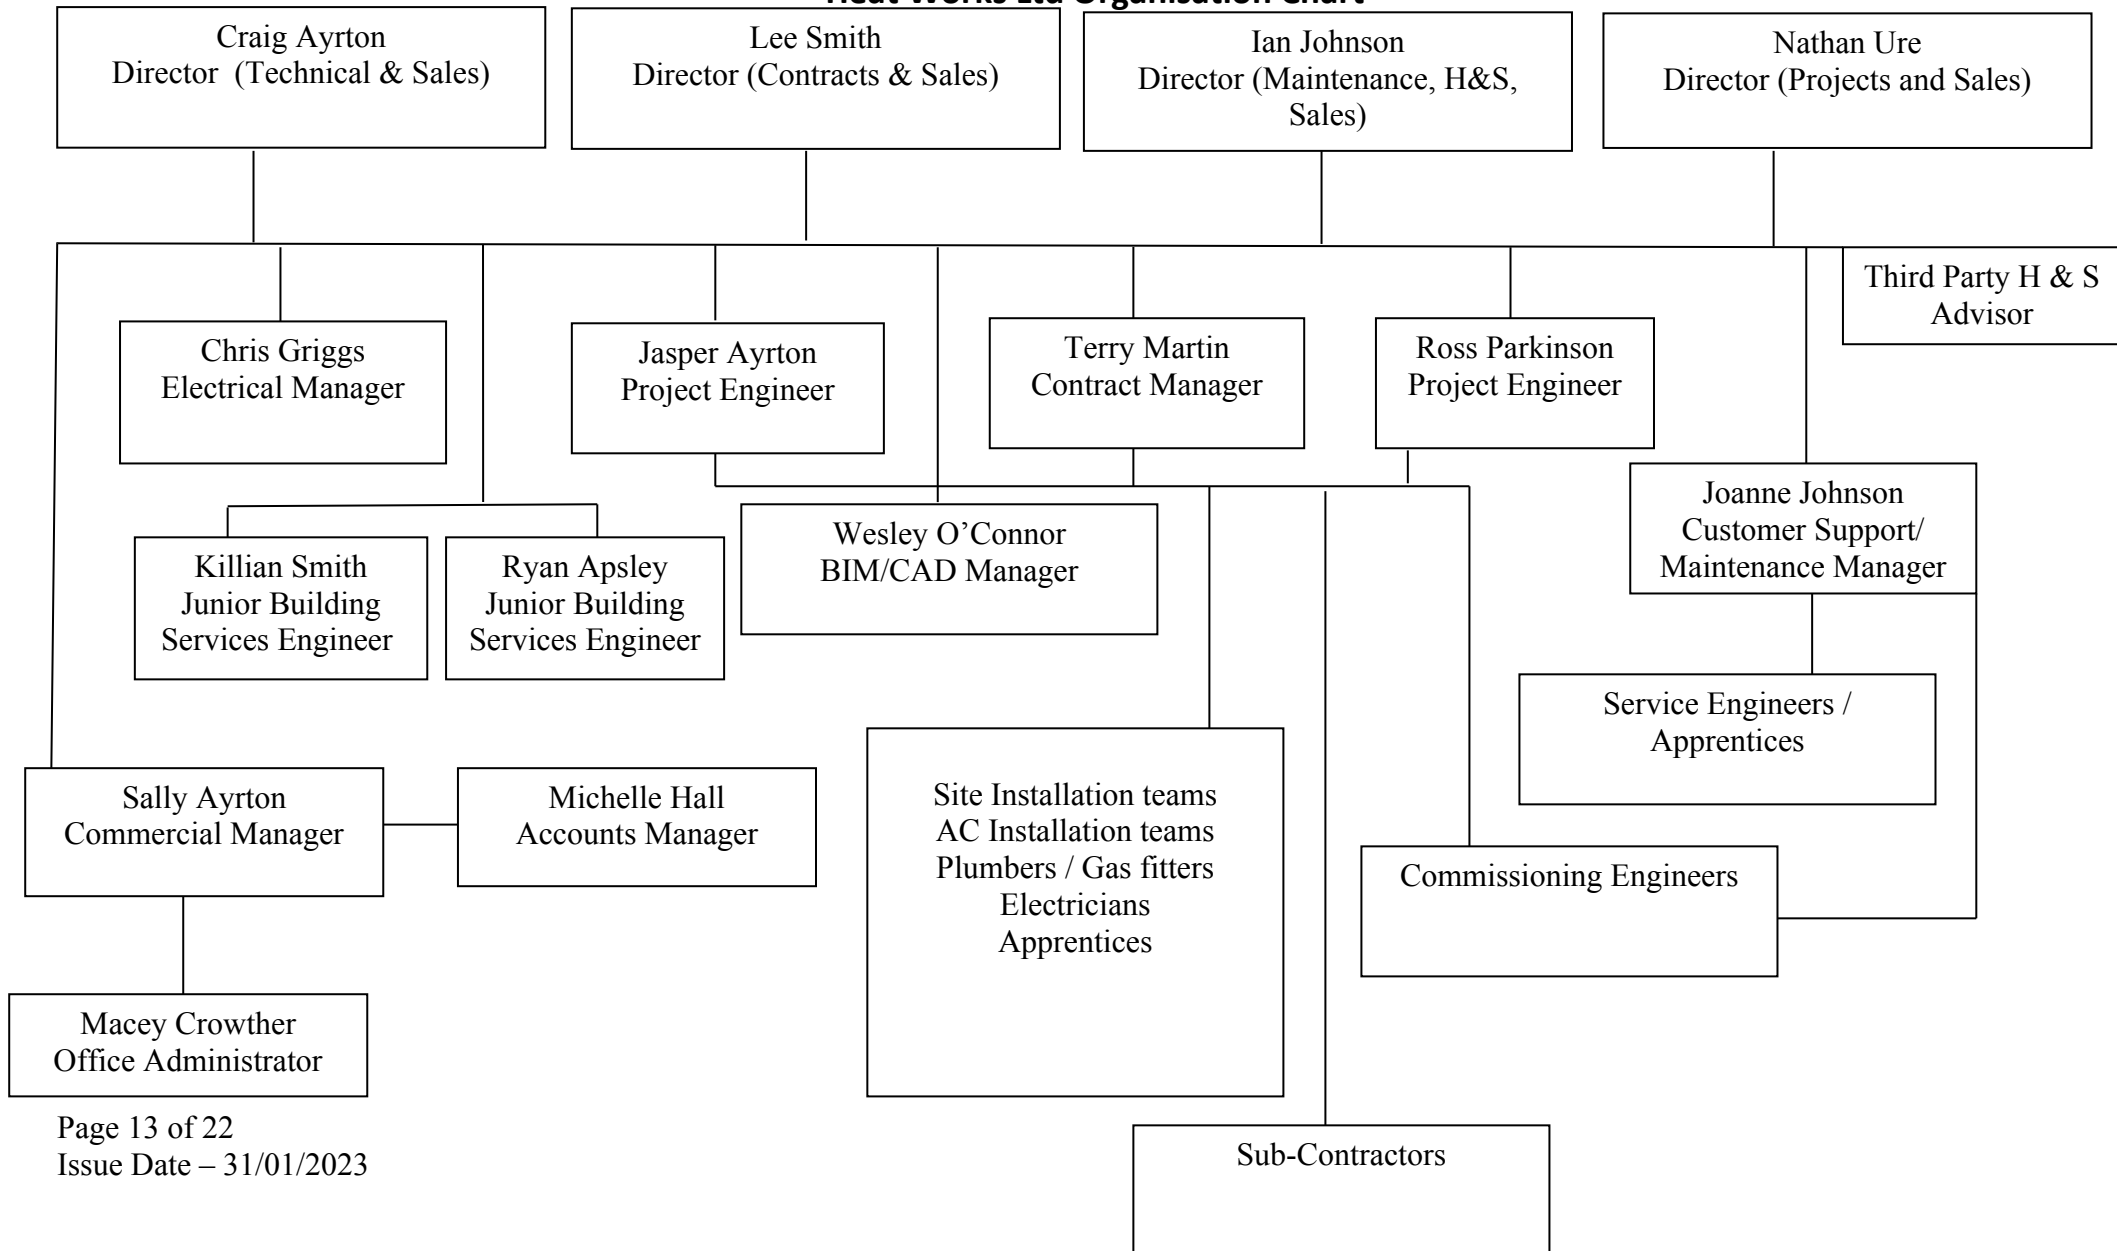 Heat Works Ltd Organisation Chart
Craig Ayrton
Director  (Technical & Sales)
Lee Smith
Director (Contracts & Sales)
Ian Johnson
Director (Maintenance, H&S,
Sales)
Nathan Ure
Director (Projects and Sales)
Third Party H & S
Advisor
Chris Griggs
Electrical Manager
Jasper Ayrton
Project Engineer
Terry Martin
Contract Manager
Ross Parkinson
Project Engineer
Joanne Johnson
Customer Support/
Maintenance Manager
Killian Smith
Junior Building
Services Engineer
Ryan Apsley
Junior Building
Services Engineer
Wesley O’Connor
BIM/CAD Manager
Service Engineers /
Apprentices
Sally Ayrton
Commercial Manager
Michelle Hall
Accounts Manager
Site Installation teams
AC Installation teams
Plumbers / Gas fitters
Electricians
Apprentices
Commissioning Engineers
Macey Crowther
Office Administrator
Sub-Contractors
Page 13 of 22
Issue Date – 31/01/2023